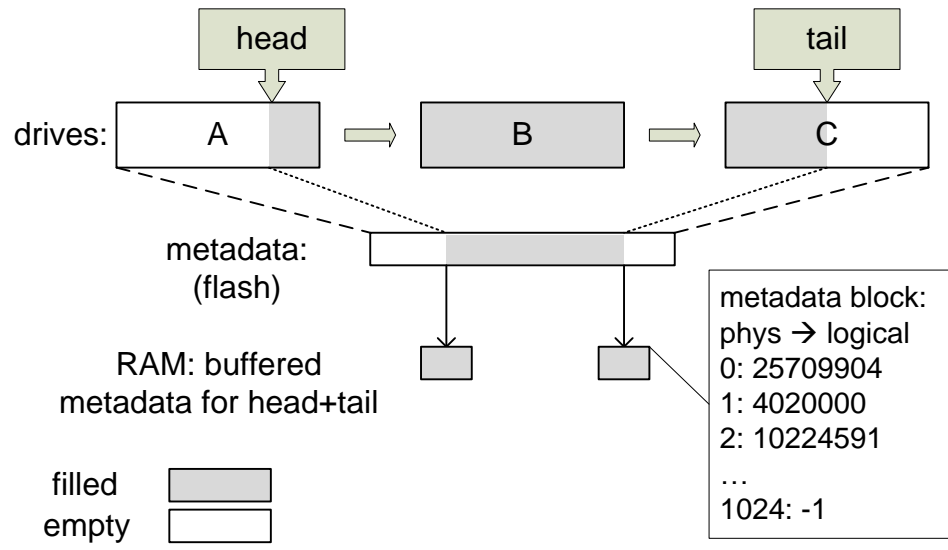 head
tail
drives:
A
B
C
metadata:
(flash)
metadata block:
phys → logical
0: 25709904
1: 4020000
2: 10224591
…
1024: -1
RAM: buffered
metadata for head+tail
filled
empty